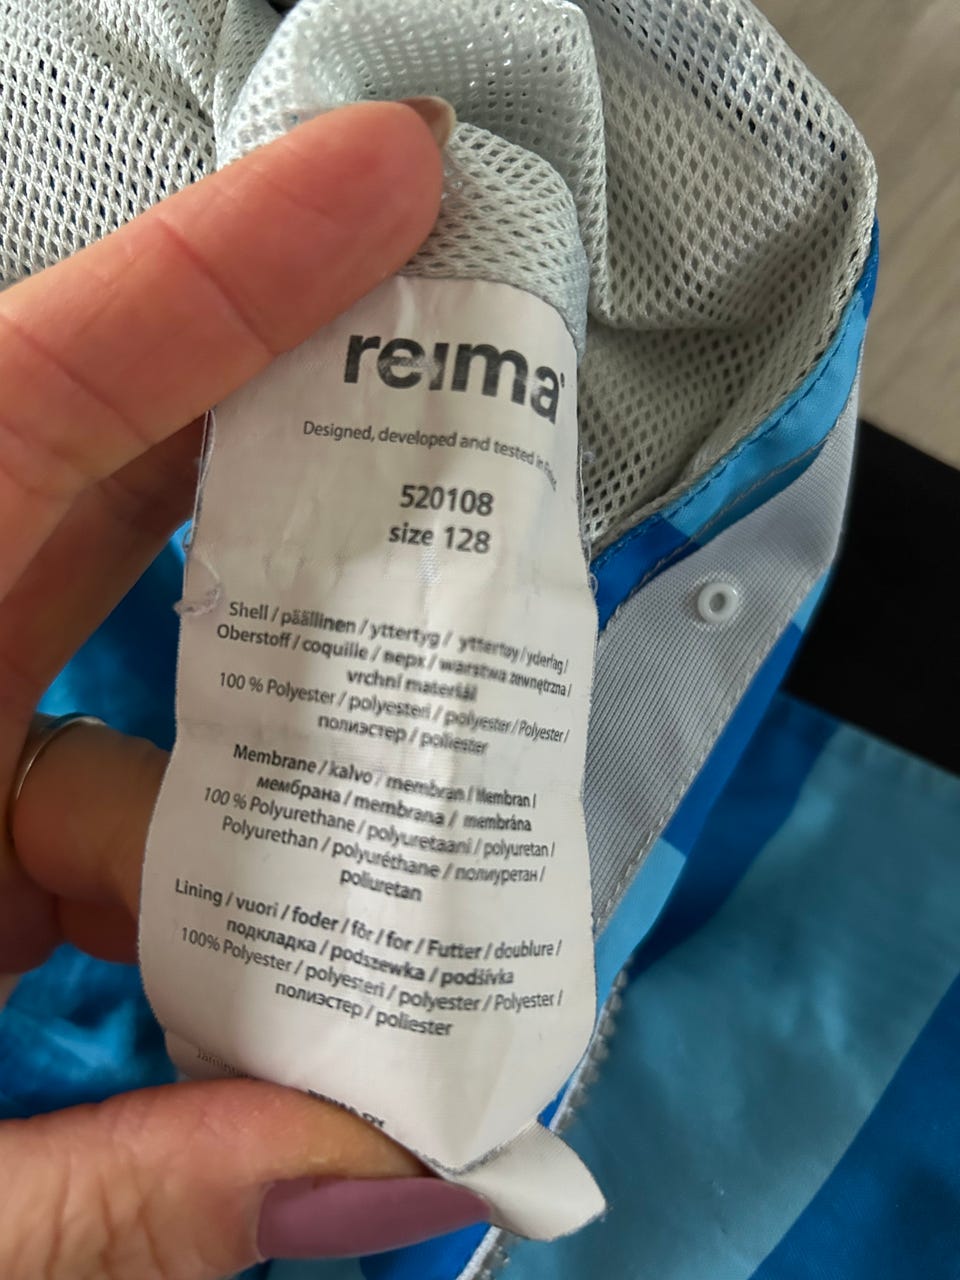 reima
Designed, developed and tested in
520108
size 128
Shell / päällinen / yttertyg / yttertøy / yderlag /
Oberstoff / coquille / верх / warstwa zewnętrzna /
vrchní materiál
100 % Polyester / polyesteri / polyester / Polyester /
полиэстер / poliester
Membrane / kalvo / membran / Membran /
мембрана / membrana / membrána
100 % Polyurethane / polyuretaani / polyuretan /
Polyurethan / polyuréthane / полиуретан /
poliuretan
Lining / vuori / foder / fôr / for / Futter / doublure /
подкладка / podszewka / podšívka
100% Polyester / polyesteri / polyester / Polyester /
полиэстер / poliester